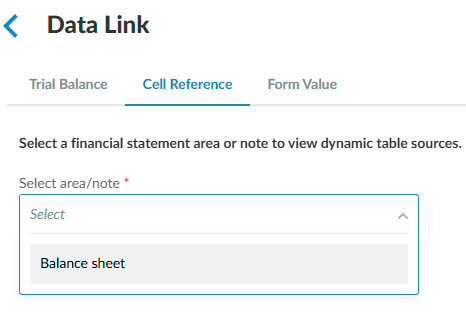 Data Link
Trial Balance Cell Reference Form Value
Select a financial statement area or note to view dynamic table sources.
Select area/note *
Select
Balance sheet